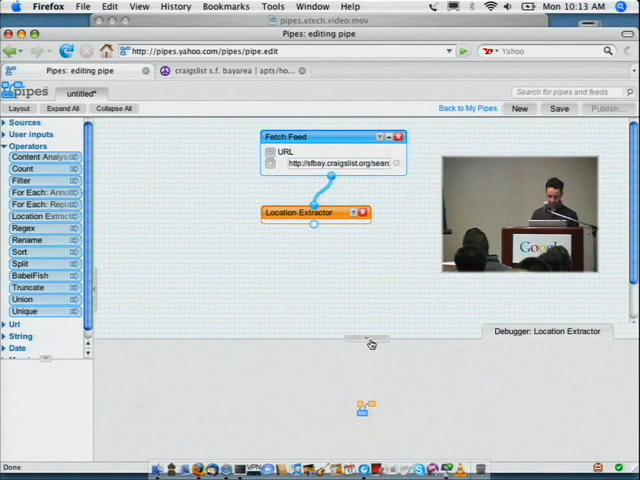 Firefox File Edit View History Bookmarks Tools Window Help Mon 10:13 AM
pipes.etech.video.mov
Pipes: editing pipe
http://pipes.yahoo.com/pipes/pipe.edit
Yahoo
Pipes: editing pipe
craigslist s.f. bayarea | apts/ho...
pipes
untitled*
Search for pipes and feeds
Layout Expand All Collapse All
Back to My Pipes New Save Publish...
Sources
User inputs
Operators
Content Analys
Count
Filter
For Each: Anno
For Each: Repla
Location Extrac
Regex
Rename
Sort
Split
BabelFish
Truncate
Union
Unique
Url
String
Date
Fetch Feed
URL
http://sfbay.craigslist.org/searc
Location Extractor
Google
Debugger: Location Extractor
VPN
Done